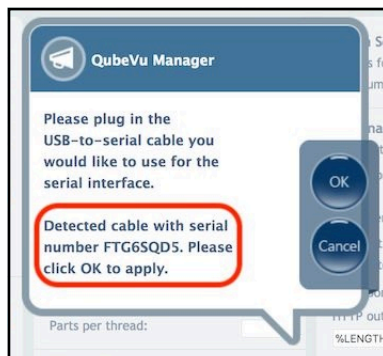 QubeVu Manager
Please plug in the
USB-to-serial cable you
would like to use for the
serial interface.
OK
Detected cable with serial
number FTG6SQD5. Please
click OK to apply.
Cancel
Parts per thread:
%LENGTH